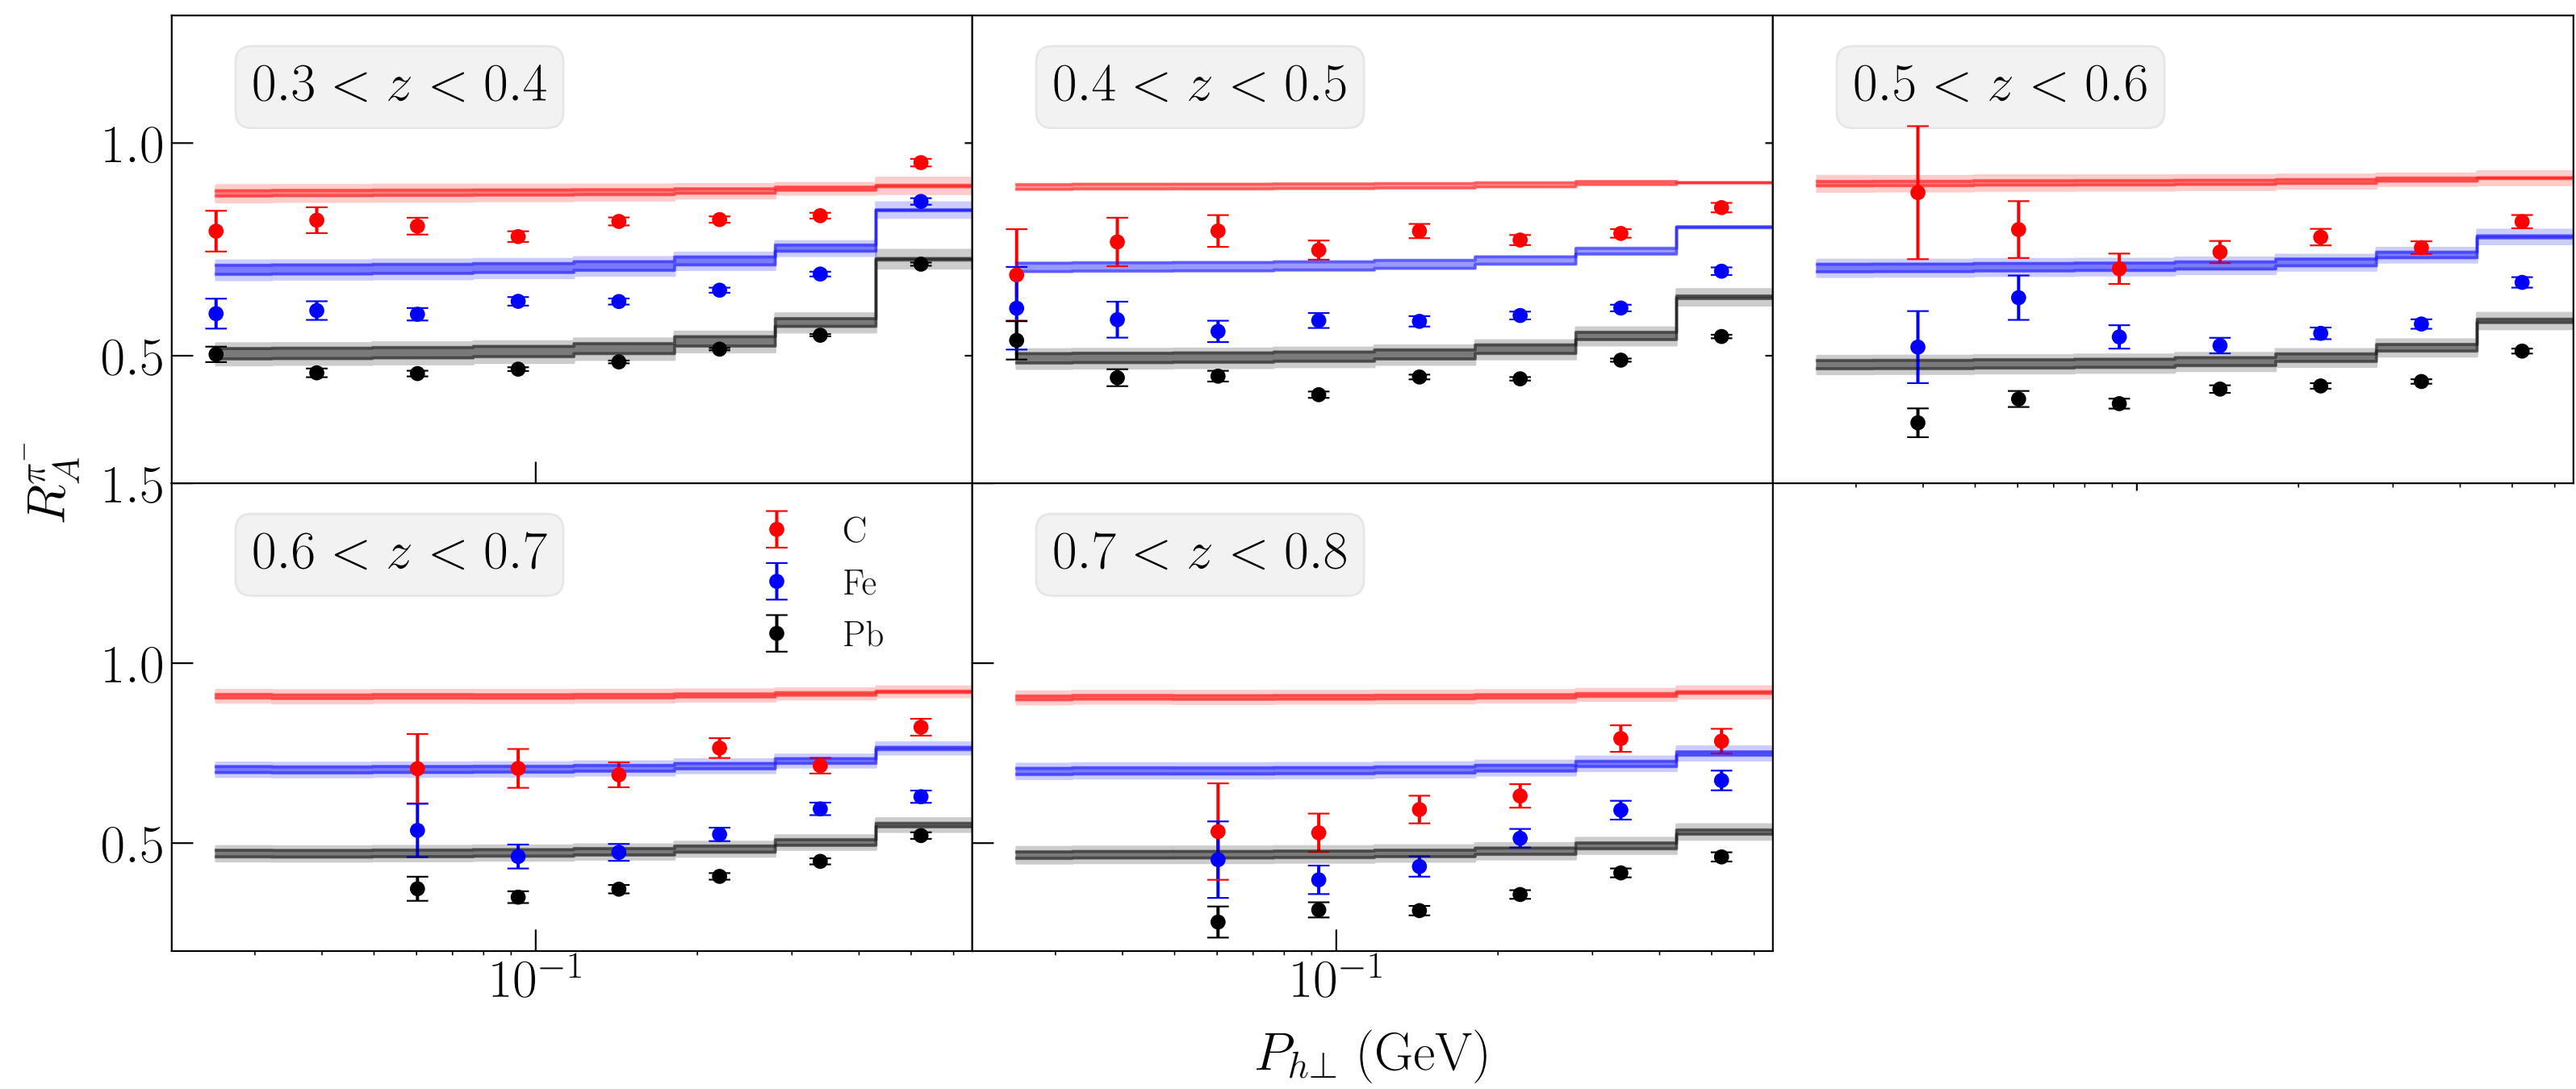 0.3 < z < 0.4
0.4 < z < 0.5
0.5 < z < 0.6
1.0
0.5
1.5
0.6 < z < 0.7
C
Fe
Pb
0.7 < z < 0.8
1.0
0.5
R_A^{π^-}
10^{-1}
10^{-1}
P_{h⊥} (GeV)